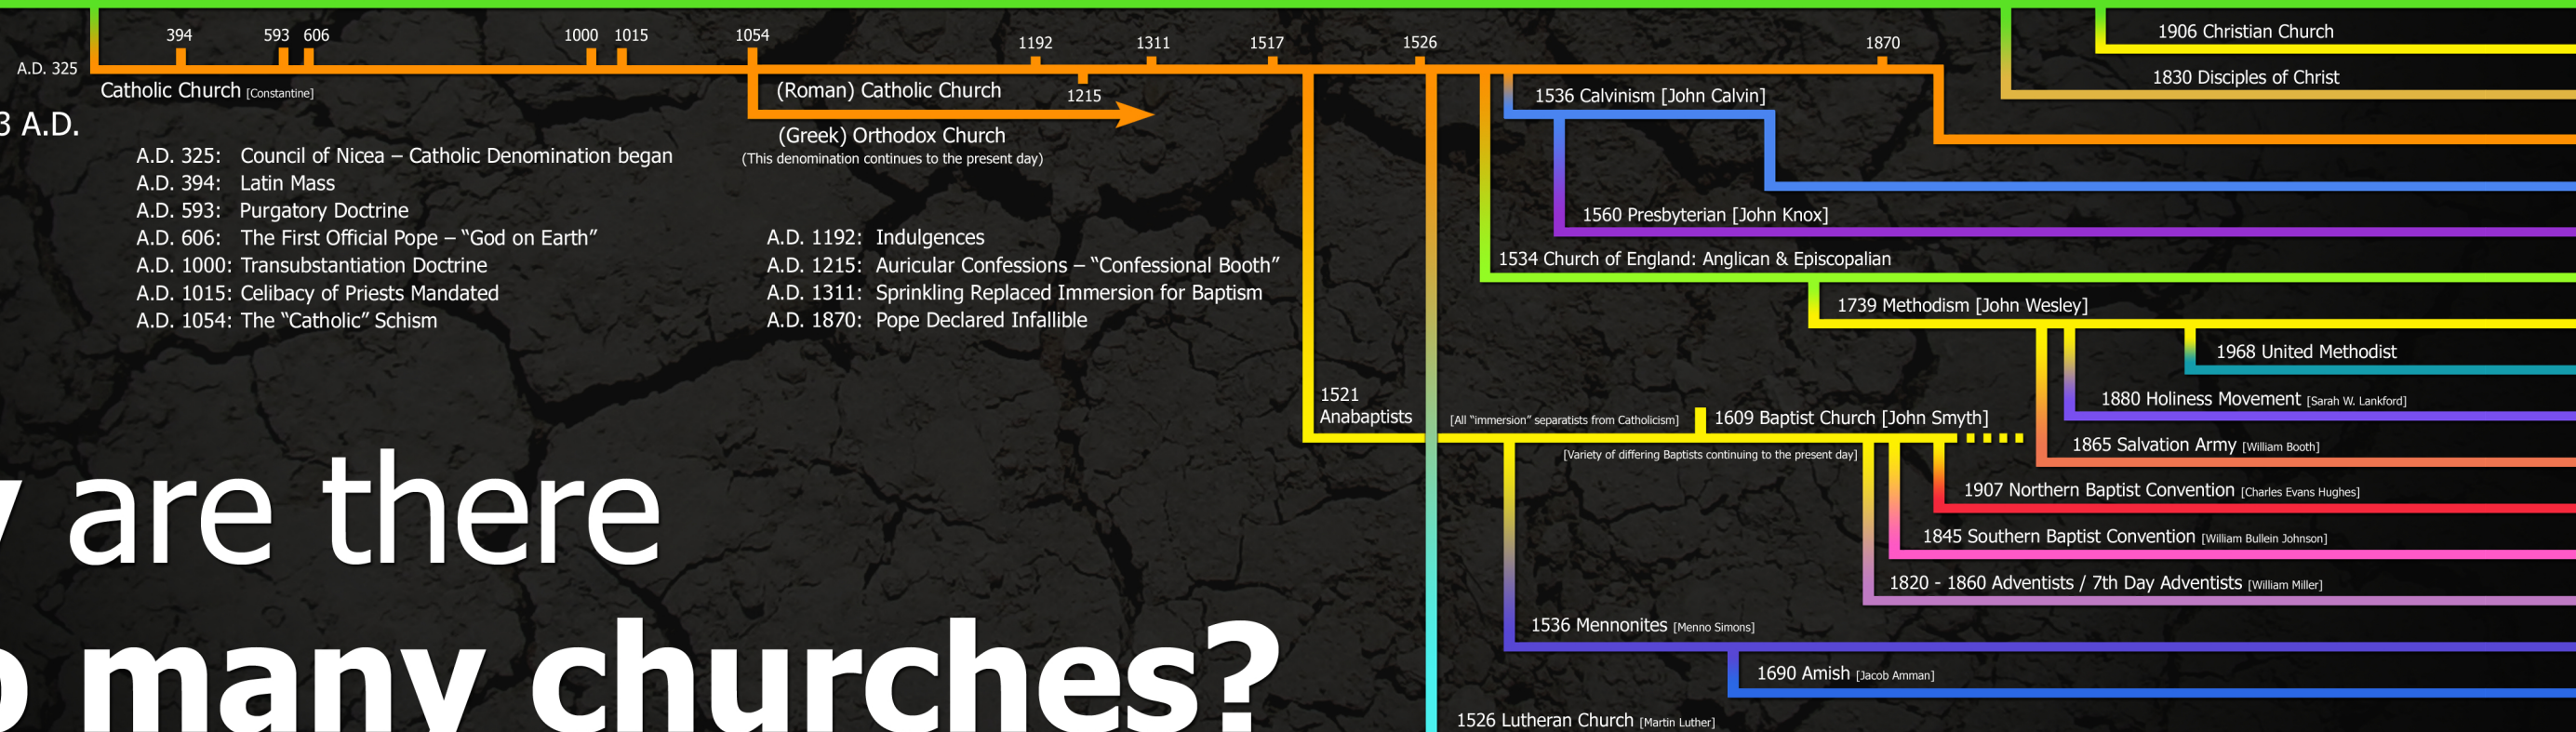 394
593
606
1000
1015
1054
1192
1311
1517
1526
1870
1906 Christian Church
A.D. 325
1830 Disciples of Christ
Catholic Church [Constantine]
(Roman) Catholic Church
1215
1536 Calvinism [John Calvin]
3 A.D.
(Greek) Orthodox Church
(This denomination continues to the present day)
A.D. 325: Council of Nicea – Catholic Denomination began
A.D. 394: Latin Mass
A.D. 593: Purgatory Doctrine
A.D. 606: The First Official Pope – “God on Earth”
A.D. 1000: Transubstantiation Doctrine
A.D. 1015: Celibacy of Priests Mandated
A.D. 1054: The “Catholic” Schism
A.D. 1192: Indulgences
A.D. 1215: Auricular Confessions – “Confessional Booth”
A.D. 1311: Sprinkling Replaced Immersion for Baptism
A.D. 1870: Pope Declared Infallible
1560 Presbyterian [John Knox]
1534 Church of England: Anglican & Episcopalian
1739 Methodism [John Wesley]
1968 United Methodist
1880 Holiness Movement [Sarah W. Lankford]
1521
Anabaptists
[All “immersion” separatists from Catholicism]
1609 Baptist Church [John Smyth]
[Variety of differing Baptists continuing to the present day]
1865 Salvation Army [William Booth]
1907 Northern Baptist Convention [Charles Evans Hughes]
1845 Southern Baptist Convention [William Bullein Johnson]
1820 - 1860 Adventists / 7th Day Adventists [William Miller]
1536 Mennonites [Menno Simons]
1690 Amish [Jacob Amman]
1526 Lutheran Church [Martin Luther]
y are there
o many churches?